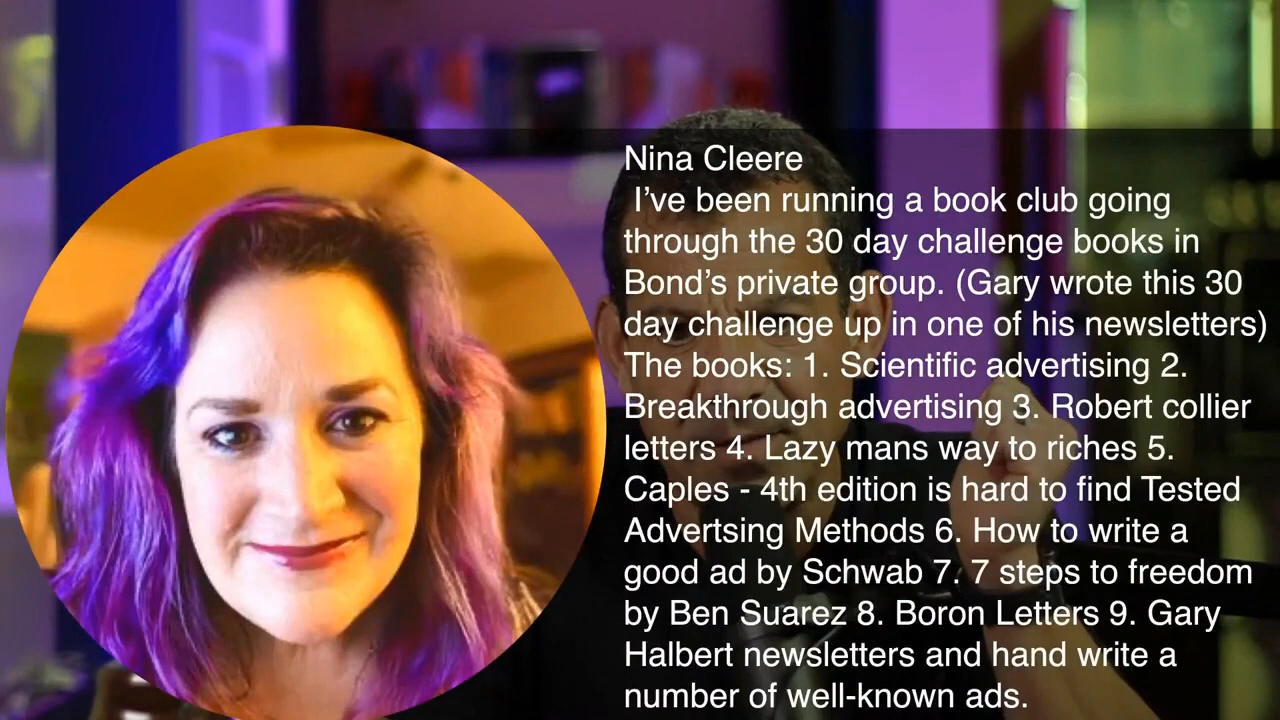 Nina Cleere
I’ve been running a book club going
through the 30 day challenge books in
Bond’s private group. (Gary wrote this 30
day challenge up in one of his newsletters)
The books: 1. Scientific advertising 2.
Breakthrough advertising 3. Robert collier
letters 4. Lazy mans way to riches 5.
Caples - 4th edition is hard to find Tested
Advertsing Methods 6. How to write a
good ad by Schwab 7. 7 steps to freedom
by Ben Suarez 8. Boron Letters 9. Gary
Halbert newsletters and hand write a
number of well-known ads.